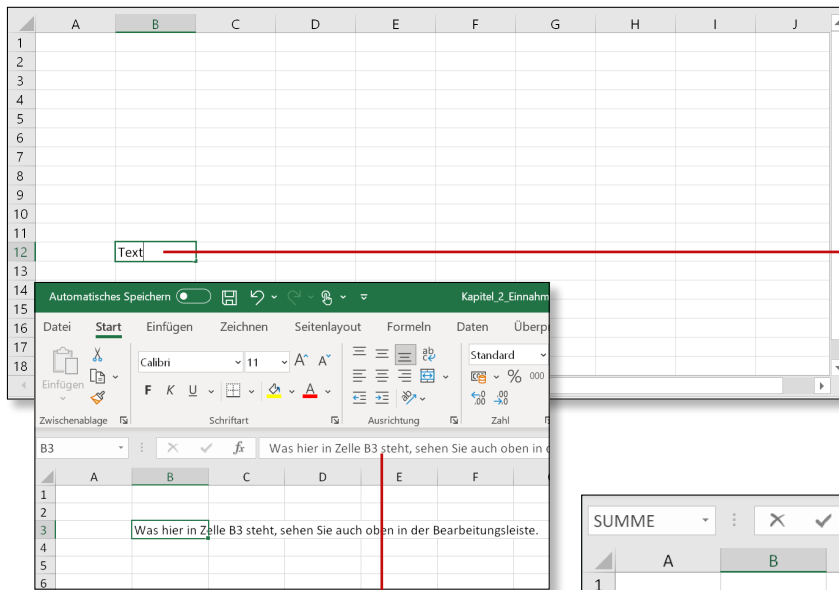 A B C D E F G H I J
1
2
3
4
5
6
7
8
9
10
11
12 Text
13
14
15
16
17
18
Automatisches Speichern Kapitel_2_Einnahm
Datei Start Einfügen Zeichnen Seitenlayout Formeln Daten Überp
Einfügen Calibri 11 A A ab Standard
F K U A % 000
Zwischenablage Schriftart Ausrichtung Zahl
B3 fx Was hier in Zelle B3 steht, sehen Sie auch oben in d
A B C D E F
1
2
3 Was hier in Zelle B3 steht, sehen Sie auch oben in der Bearbeitungsleiste.
4
5
6
SUMME
A B
1